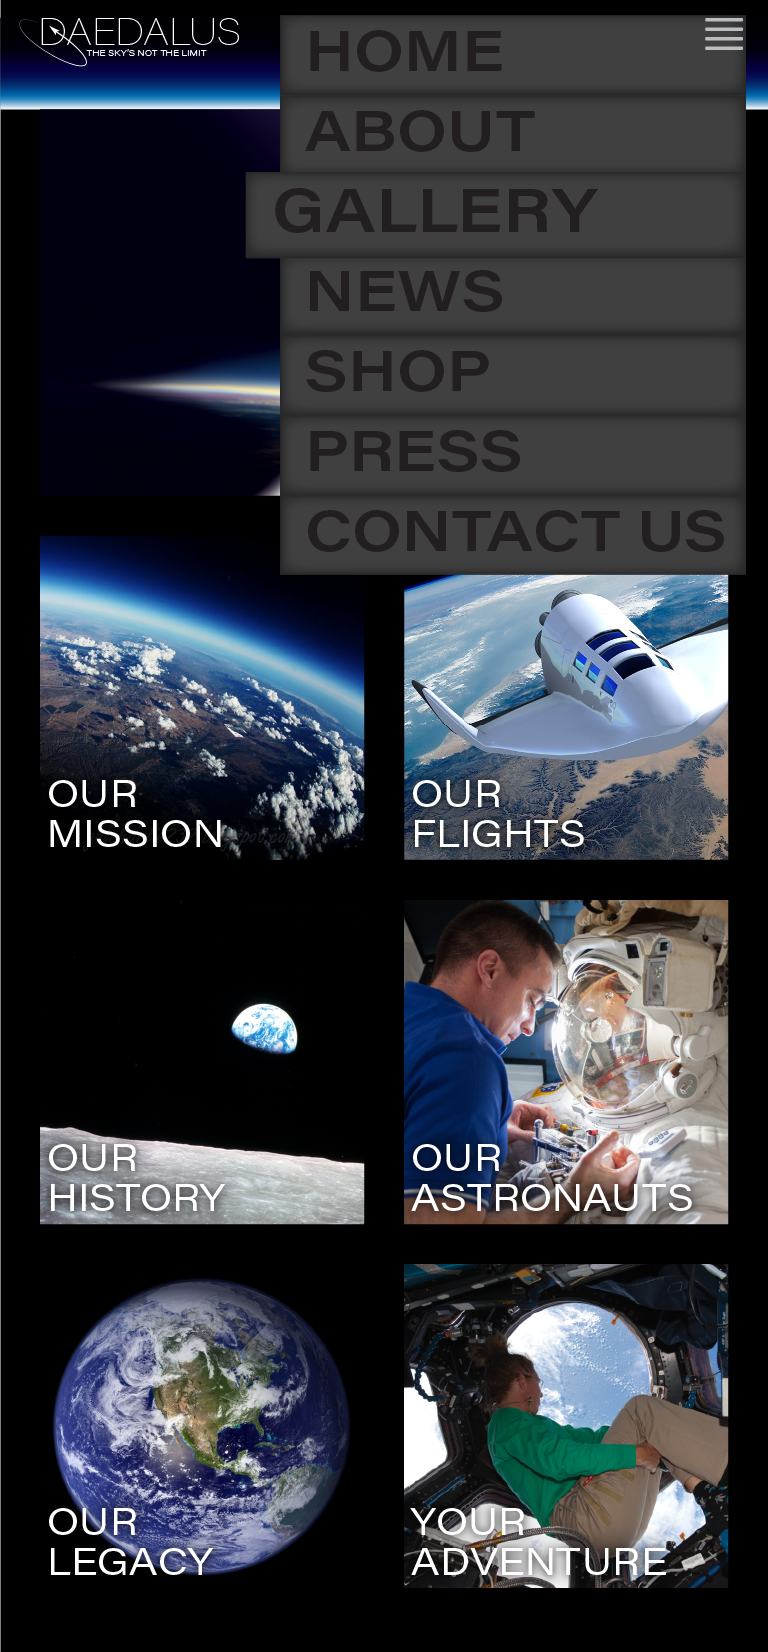 DAEDALUS
THE SKY'S NOT THE LIMIT
HOME
ABOUT
GALLERY
NEWS
SHOP
PRESS
CONTACT US
OUR
MISSION
OUR
FLIGHTS
OUR
HISTORY
OUR
ASTRONAUTS
OUR
LEGACY
YOUR
ADVENTURE